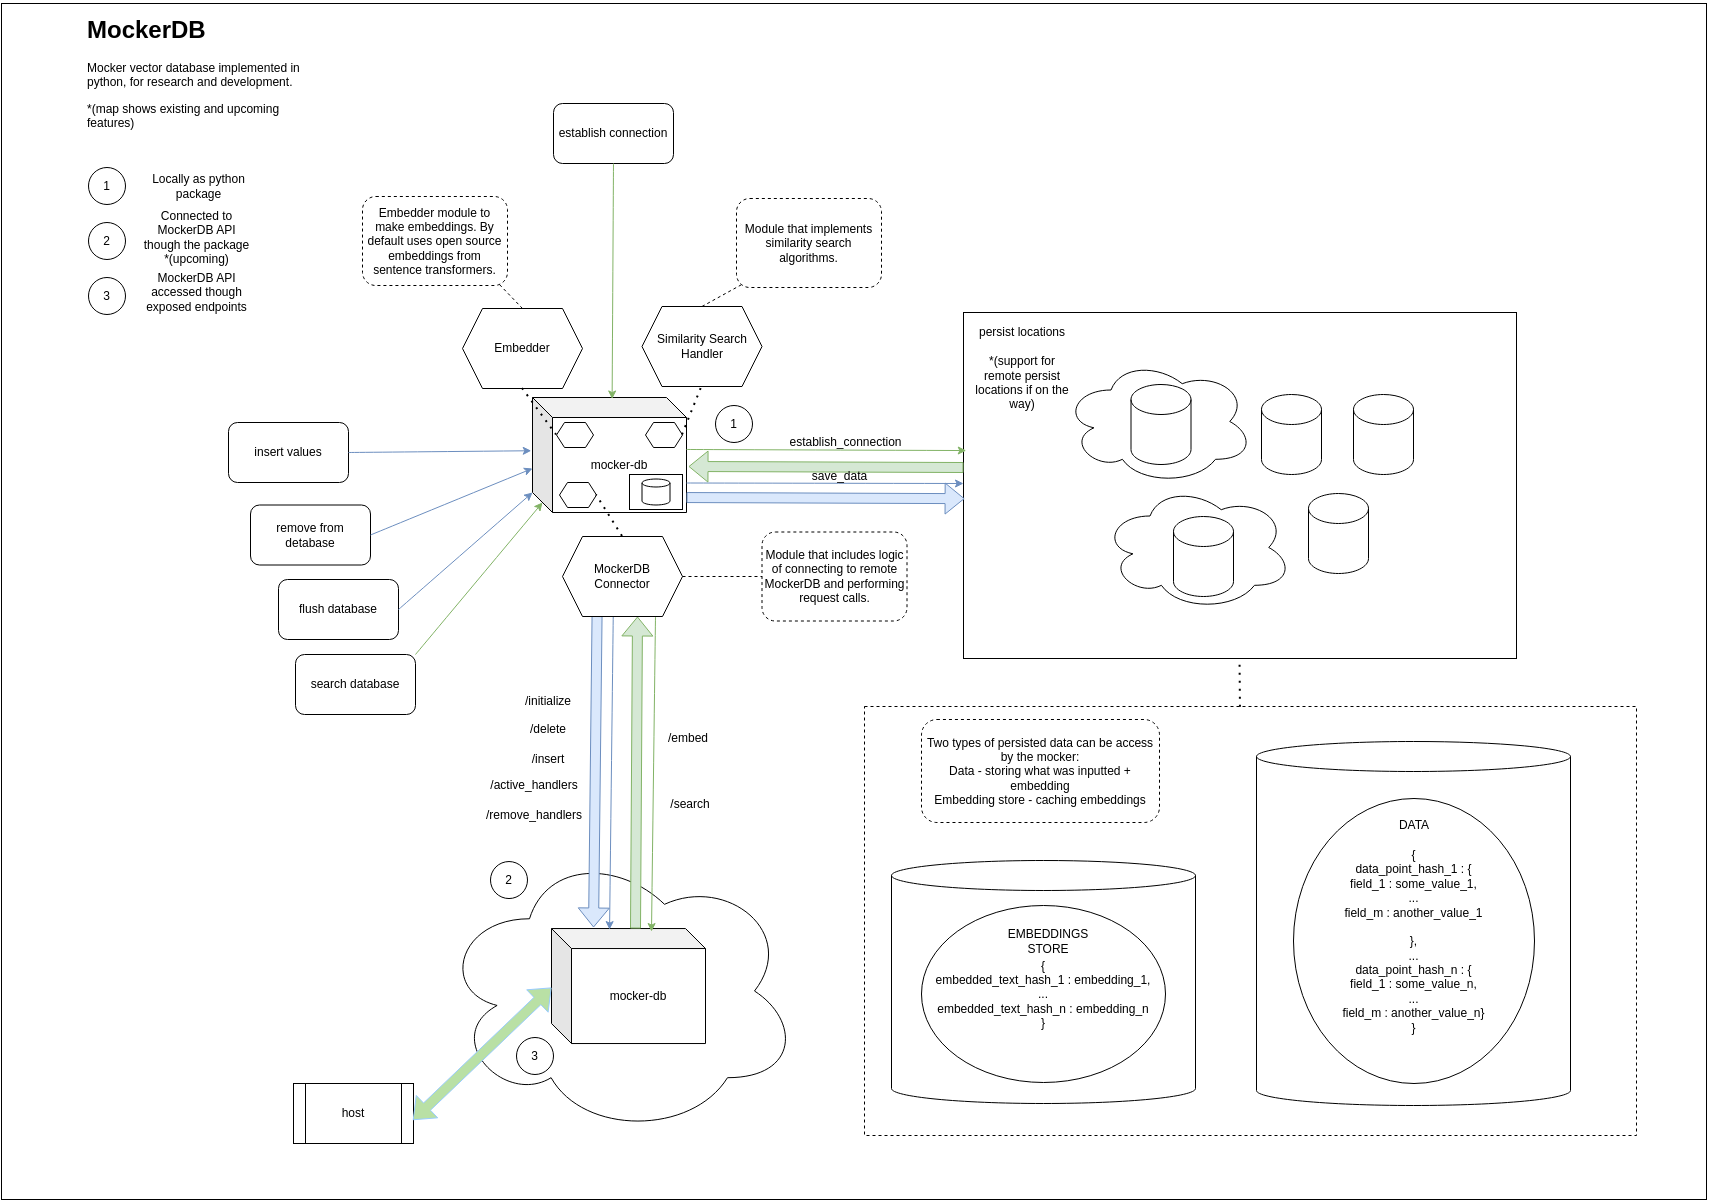 MockerDB
Mocker vector database implemented in
python, for research and development.
*(map shows existing and upcoming
features)
1
Locally as python
package
2
Connected to
MockerDB API
though the package
*(upcoming)
3
MockerDB API
accessed though
exposed endpoints
establish connection
Embedder module to
make embeddings. By
default uses open source
embeddings from
sentence transformers.
Module that implements
similarity search
algorithms.
Embedder
Similarity Search
Handler
1
insert values
remove from
detabase
flush database
search database
mocker-db
establish_connection
save_data
persist locations
*(support for
remote persist
locations if on the
way)
MockerDB
Connector
Module that includes logic
of connecting to remote
MockerDB and performing
request calls.
/initialize
/delete
/insert
/active_handlers
/remove_handlers
/embed
/search
2
mocker-db
3
host
Two types of persisted data can be access
by the mocker:
Data - storing what was inputted +
embedding
Embedding store - caching embeddings
EMBEDDINGS
STORE
{
embedded_text_hash_1 : embedding_1,
...
embedded_text_hash_n : embedding_n
}
DATA
{
data_point_hash_1 : {
field_1 : some_value_1,
...
field_m : another_value_1
},
...
data_point_hash_n : {
field_1 : some_value_n,
...
field_m : another_value_n}
}